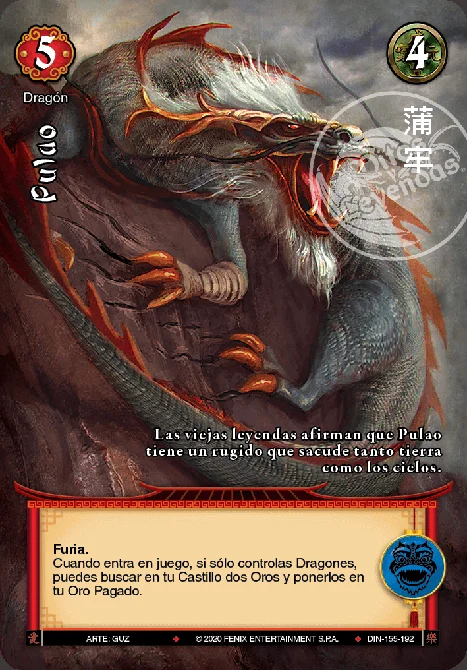 5
4
Dragón
Pulao
蒲牢
Mitos y Leyendas
Las viejas leyendas afirman que Pulao
tiene un rugido que sacude tanto tierra
como los cielos.
Furia.
Cuando entra en juego, si sólo controlas Dragones,
puedes buscar en tu Castillo dos Oros y ponerlos en
tu Oro Pagado.
ARTE: GUZ
© 2020 FENIX ENTERTAINMENT S.P.A.
DIN-155-192